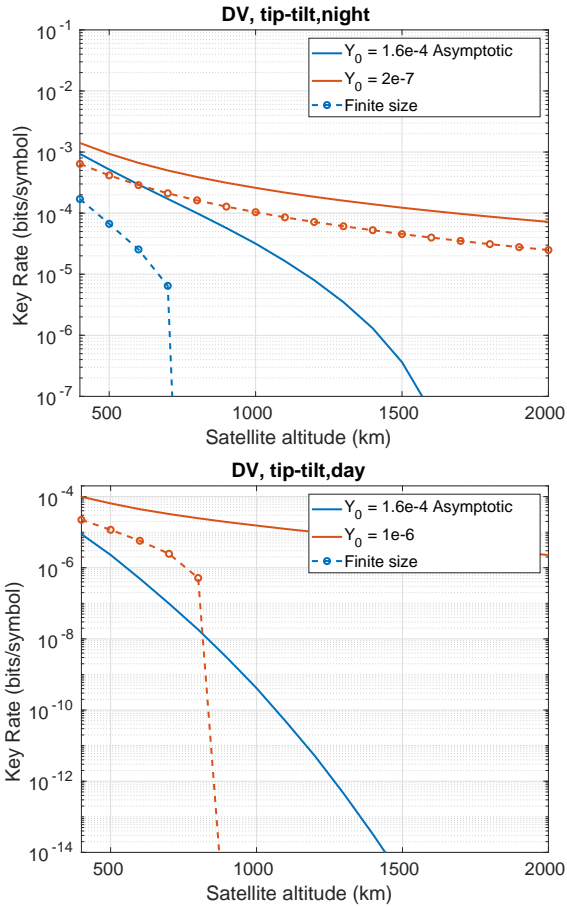 DV, tip-tilt,night
10^-1
10^-2
10^-3
10^-4
10^-5
10^-6
10^-7
Key Rate (bits/symbol)
Y_0 = 1.6e-4 Asymptotic
Y_0 = 2e-7
Finite size
500
1000
1500
2000
Satellite altitude (km)
DV, tip-tilt,day
10^-4
10^-6
10^-8
10^-10
10^-12
10^-14
Key Rate (bits/symbol)
Y_0 = 1.6e-4 Asymptotic
Y_0 = 1e-6
Finite size
500
1000
1500
2000
Satellite altitude (km)